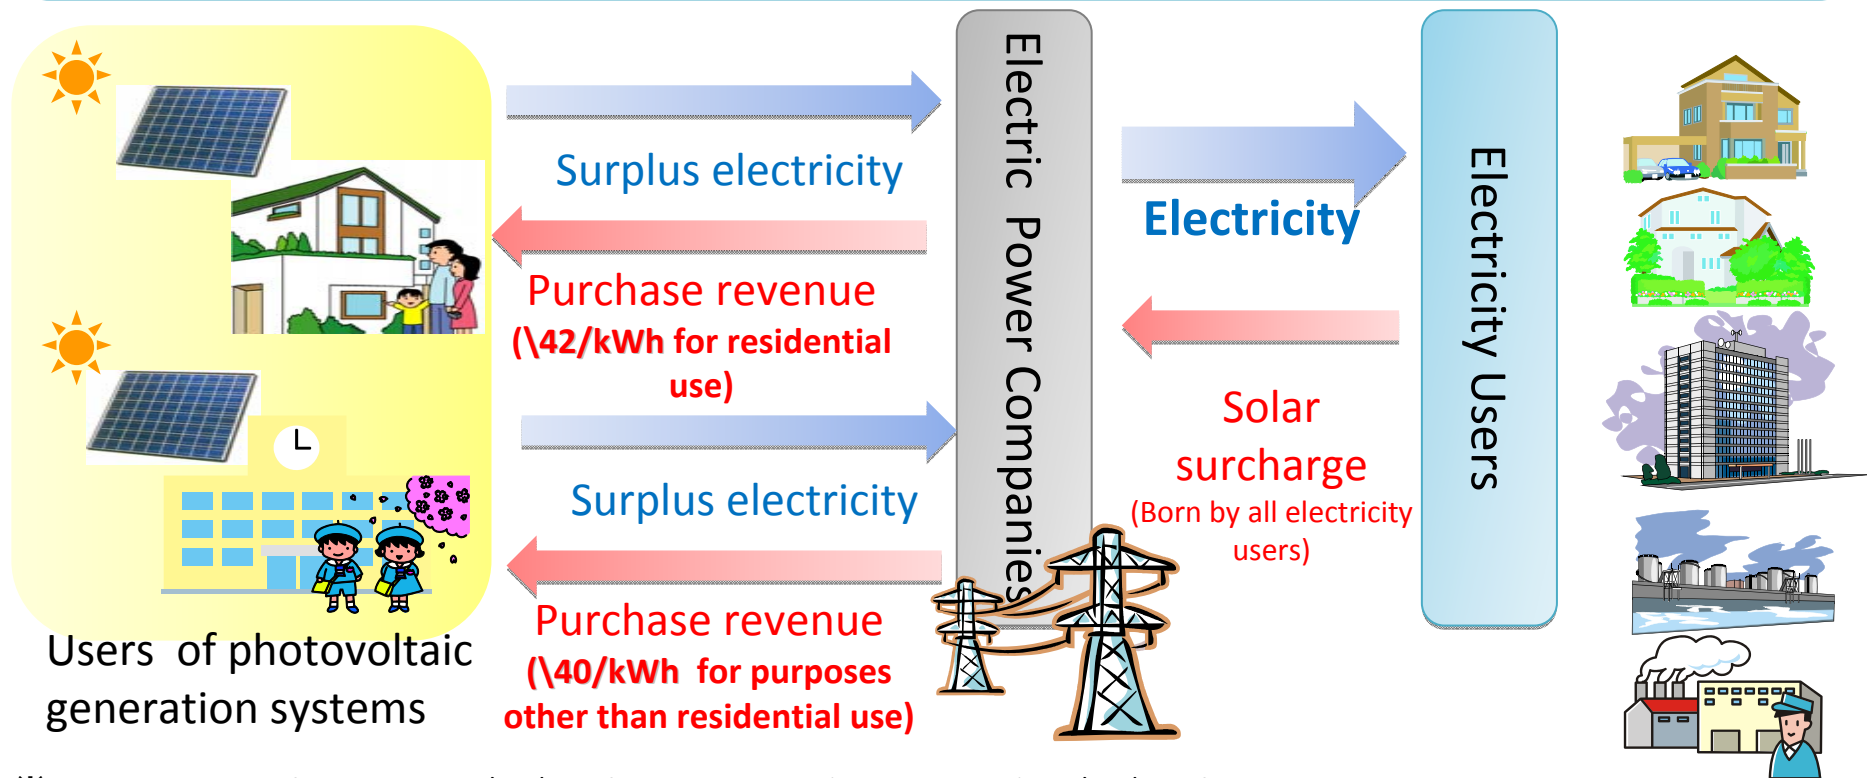 Surplus electricity
Purchase revenue
(\42/kWh for residential
use)
Surplus electricity
Purchase revenue
(\40/kWh for purposes
other than residential use)
Users of photovoltaic
generation systems
Electric Power Companies
Electricity
Solar
surcharge
(Born by all electricity
users)
Electricity Users